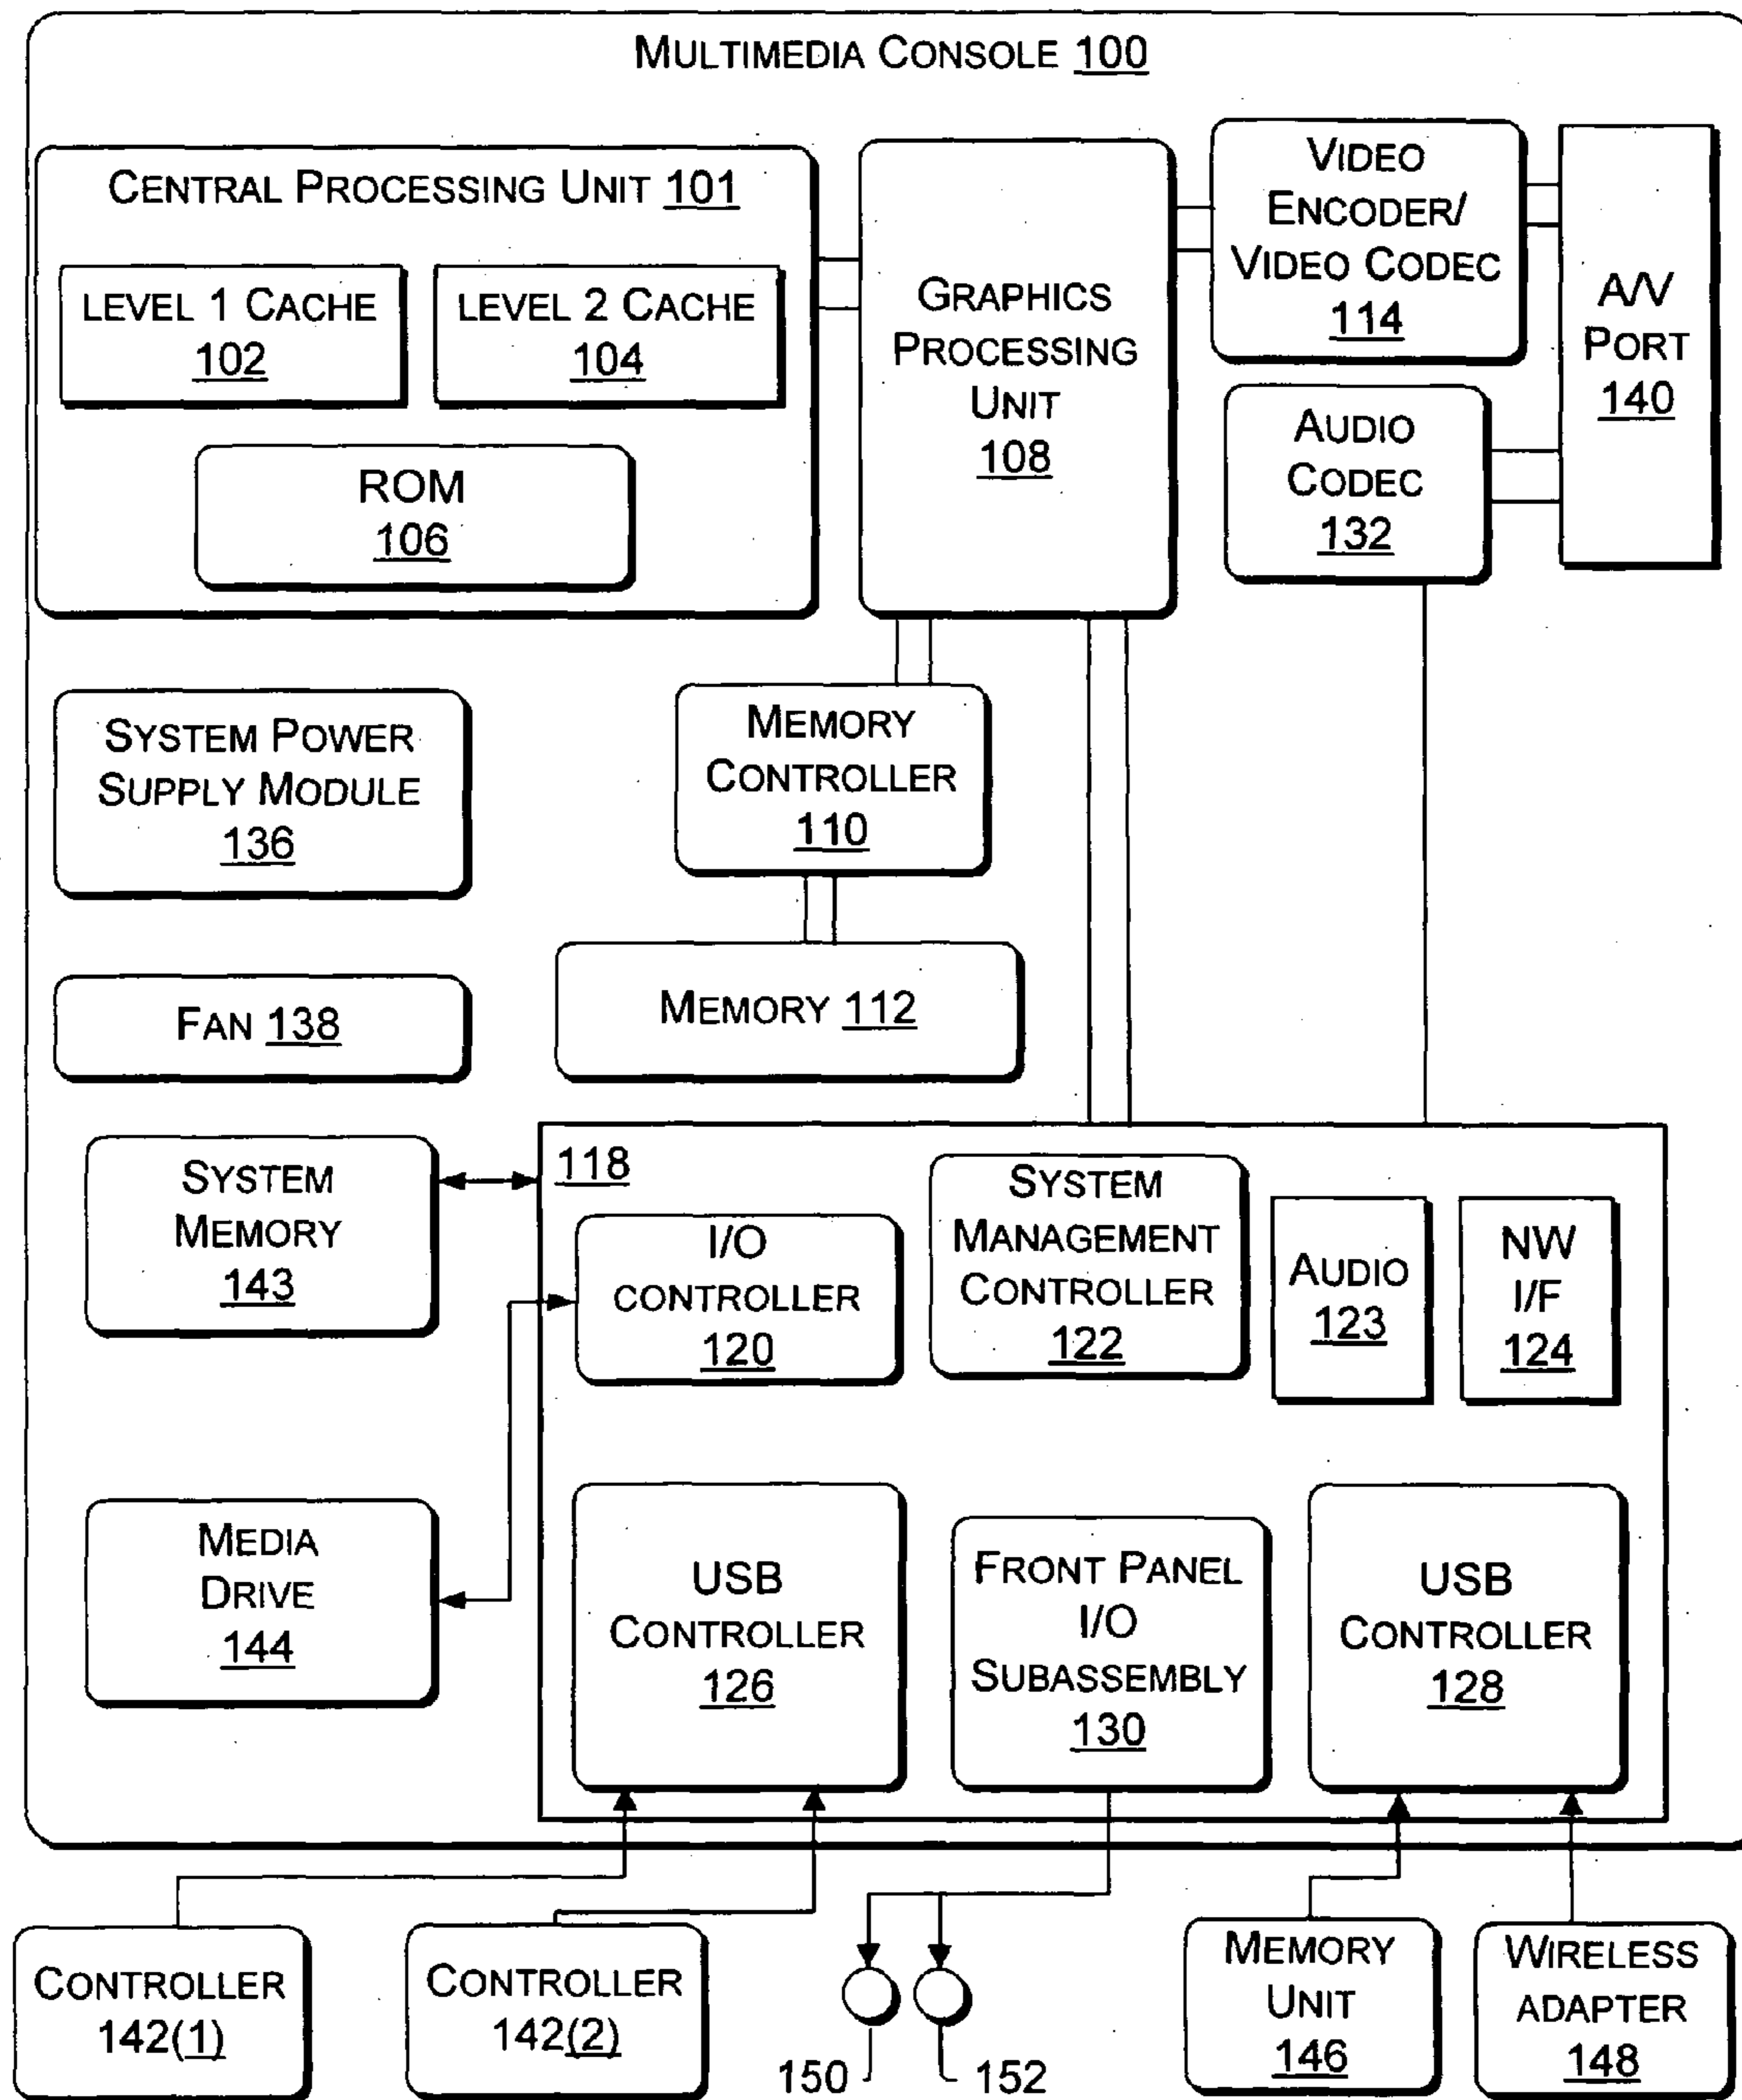 MULTIMEDIA CONSOLE 100
CENTRAL PROCESSING UNIT 101
LEVEL 1 CACHE
102
LEVEL 2 CACHE
104
ROM
106
GRAPHICS
PROCESSING
UNIT
108
VIDEO
ENCODER/
VIDEO CODEC
114
AUDIO
CODEC
132
A/V
PORT
140
SYSTEM POWER
SUPPLY MODULE
136
MEMORY
CONTROLLER
110
FAN 138
MEMORY 112
SYSTEM
MEMORY
143
118
I/O
CONTROLLER
120
SYSTEM
MANAGEMENT
CONTROLLER
122
AUDIO
123
NW
I/F
124
MEDIA
DRIVE
144
USB
CONTROLLER
126
FRONT PANEL
I/O
SUBASSEMBLY
130
USB
CONTROLLER
128
CONTROLLER
142(1)
CONTROLLER
142(2)
150
152
MEMORY
UNIT
146
WIRELESS
ADAPTER
148